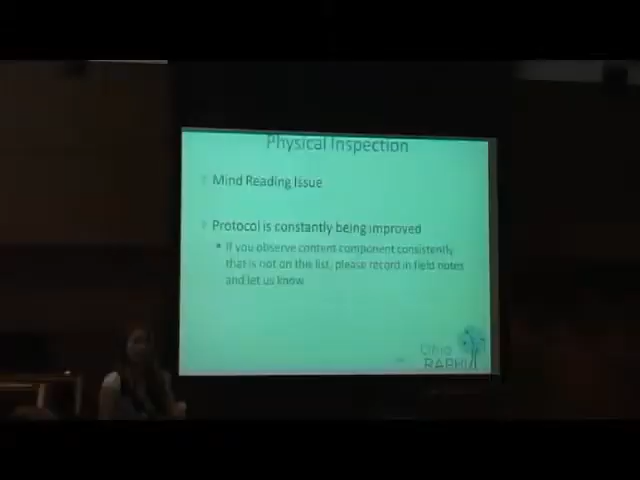 Physical Inspection
Mind Reading Issue
Protocol is constantly being improved
If you observe content component consistently
that is not on the list, please record in field notes
and let us know
Ohio